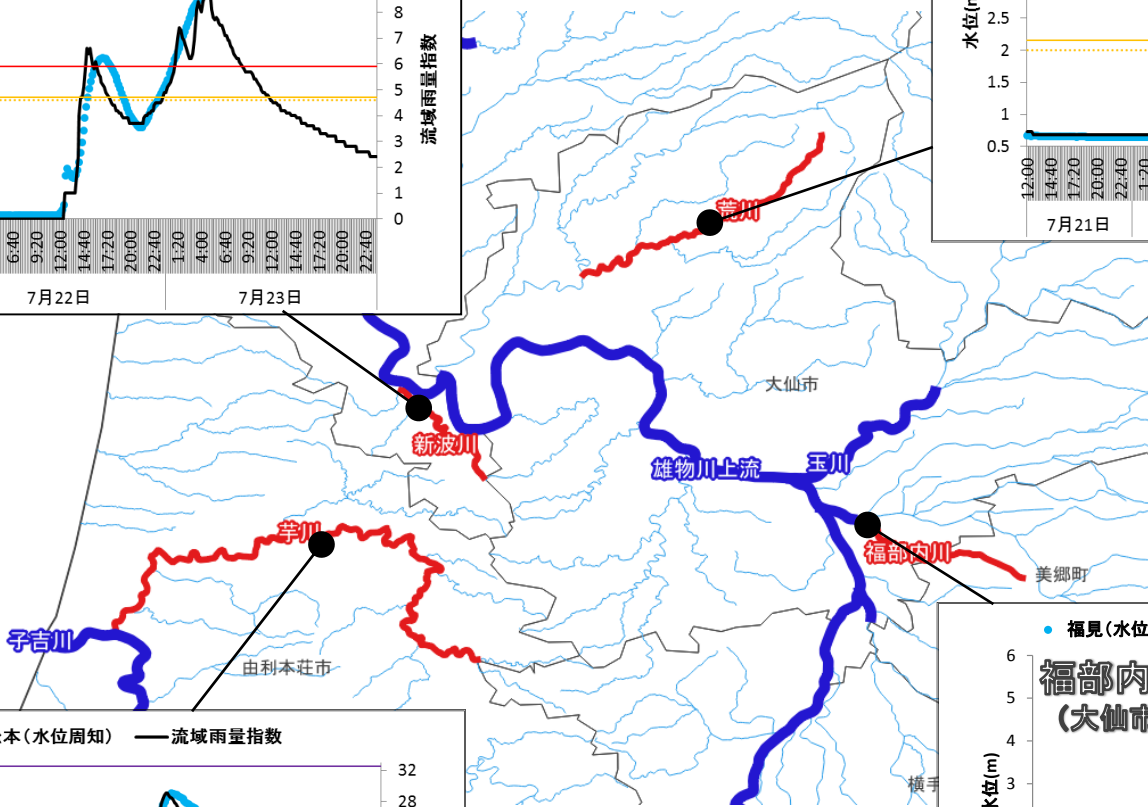 8
7
6
5
4
3
2
1
0
流域雨量指数
6:40
9:20
12:00
14:40
17:20
20:00
22:40
1:20
4:00
6:40
9:20
12:00
14:40
17:20
20:00
22:40
7月22日
7月23日
2.5
2
1.5
1
0.5
水位(m
12:00
14:40
17:20
20:00
22:40
1:20
7月21日
荒川
大仙市
新波川
雄物川上流
玉川
福部内川
美郷町
芋川
子吉川
由利本荘市
横手
本(水位周知)
流域雨量指数
32
28
福見(水位
福部内
(大仙市
6
5
4
3
水位(m)